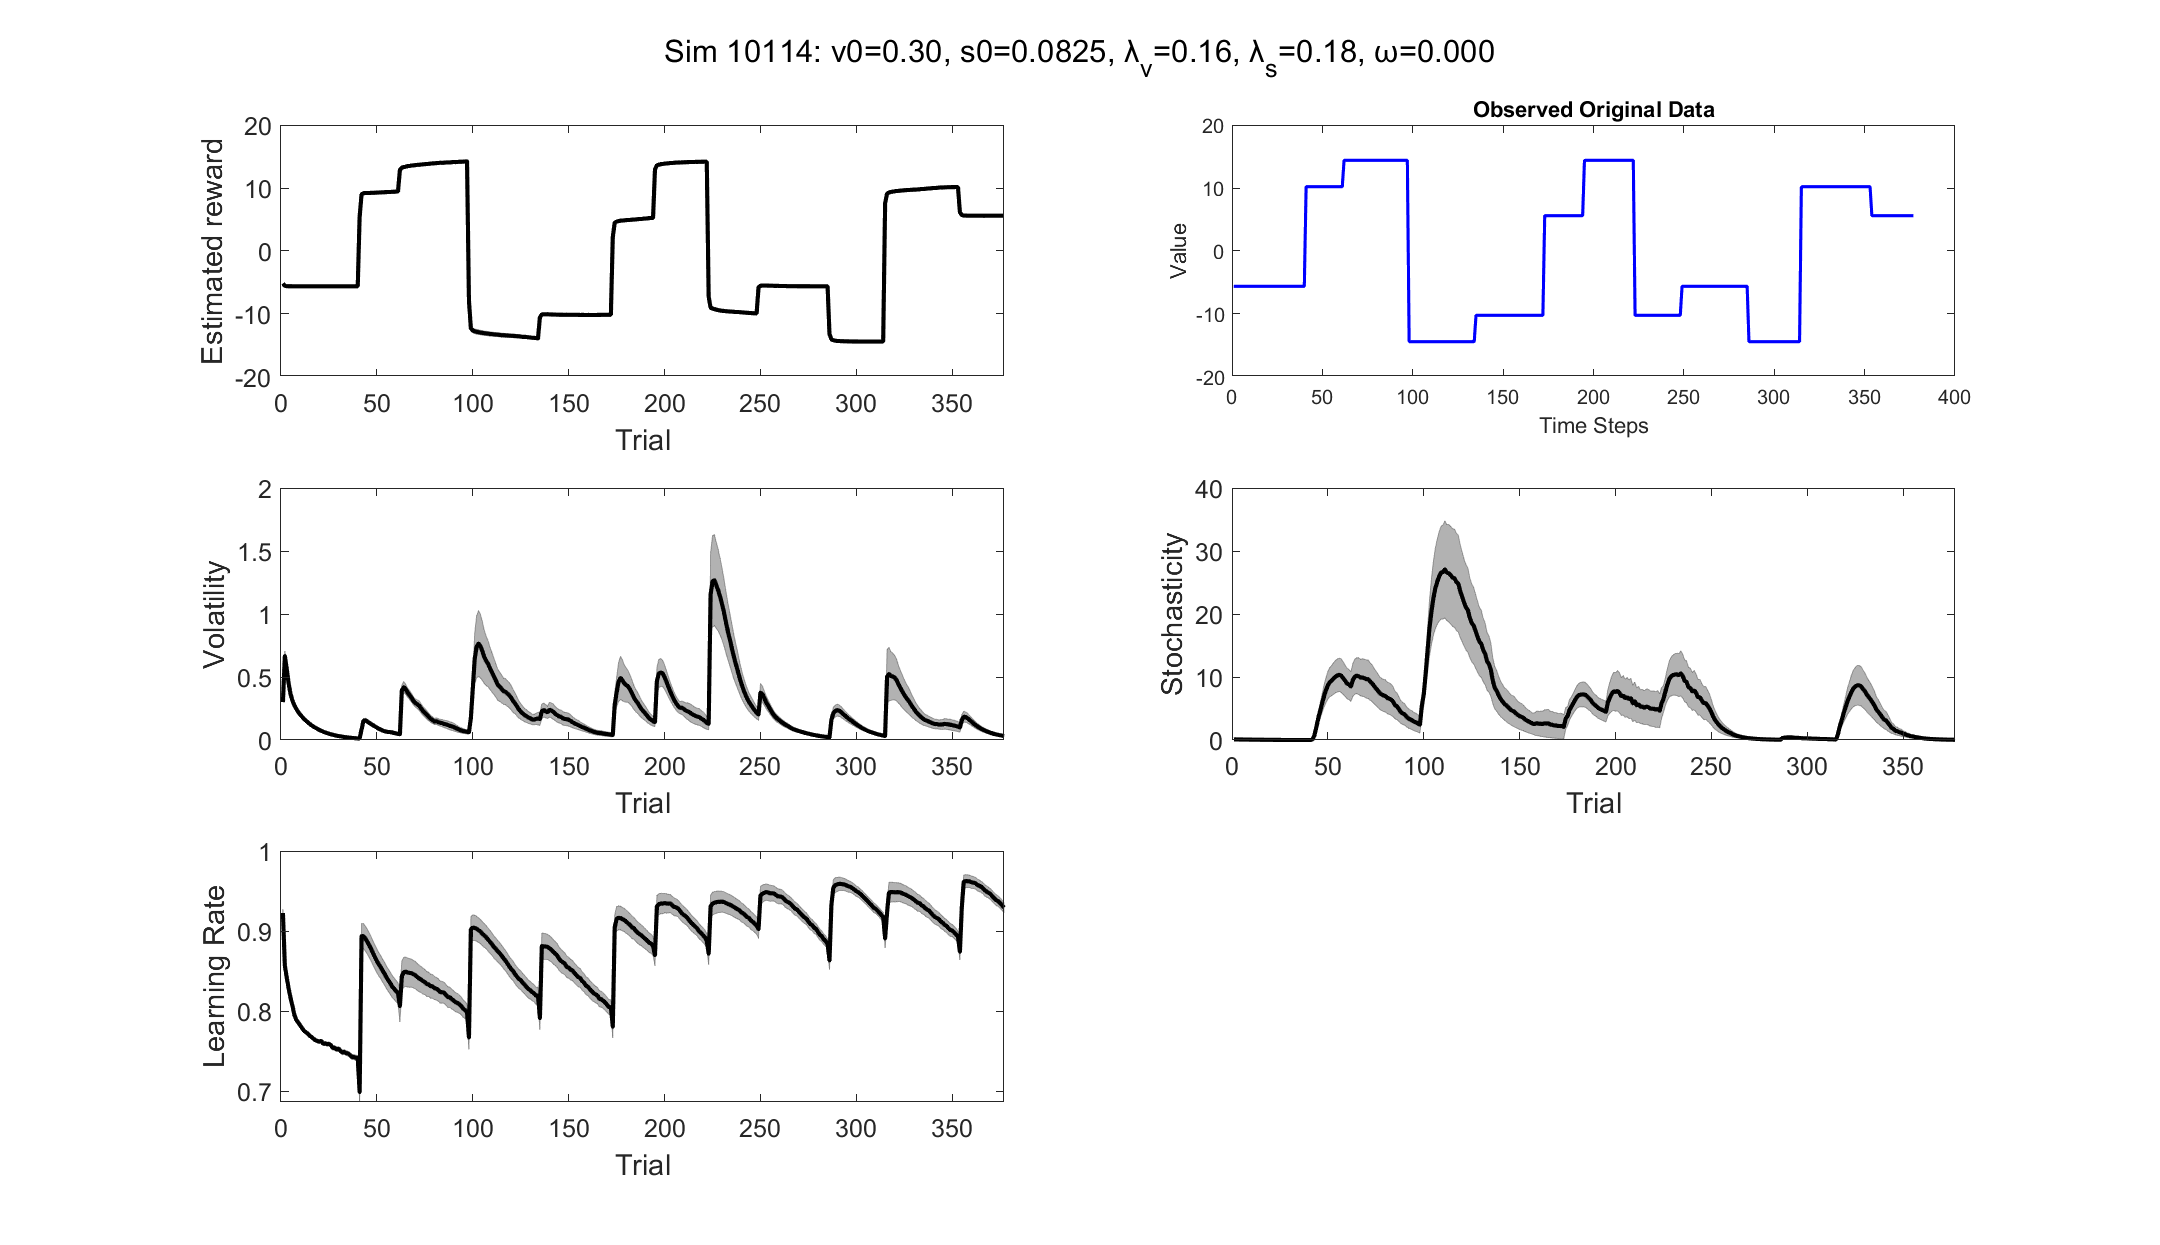 Sim 10114: v0=0.30, s0=0.0825, λv=0.16, λs=0.18, ω=0.000
Estimated reward
20
10
0
-10
-20
0 50 100 150 200 250 300 350
Trial
Observed Original Data
Value
20
10
0
-10
-20
0 50 100 150 200 250 300 350 400
Time Steps
Volatility
2
1.5
1
0.5
0
0 50 100 150 200 250 300 350
Trial
Stochasticity
40
30
20
10
0
0 50 100 150 200 250 300 350
Trial
Learning Rate
1
0.9
0.8
0.7
0 50 100 150 200 250 300 350
Trial